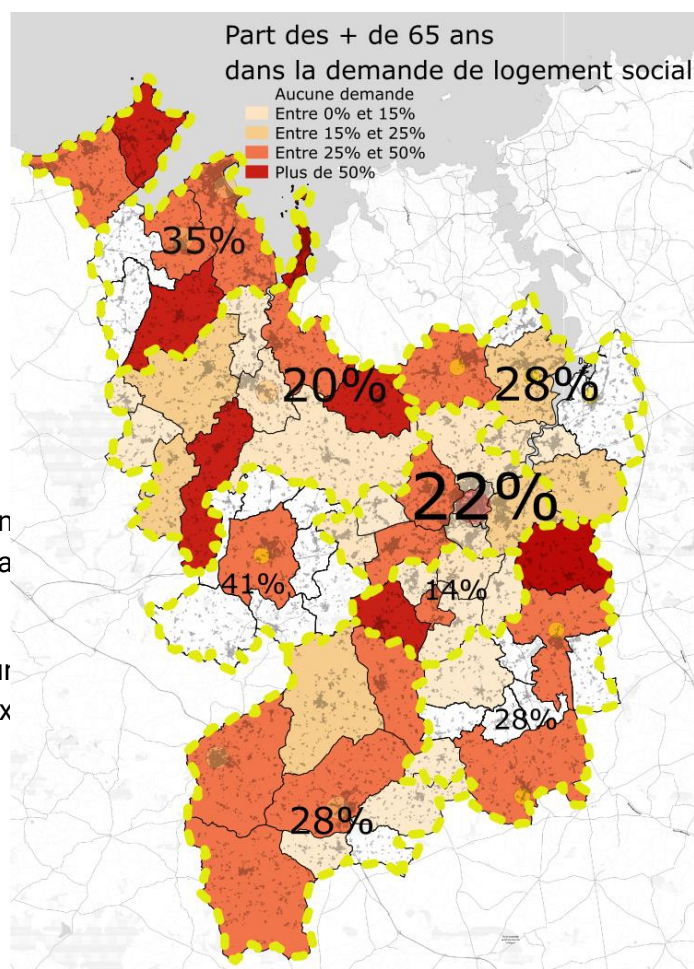 Part des + de 65 ans
dans la demande de logement social
Aucune demande
Entre 0% et 15%
Entre 15% et 25%
Entre 25% et 50%
Plus de 50%
35%
20%
28%
22%
n
a
41%
14%
ur
x
28%
28%